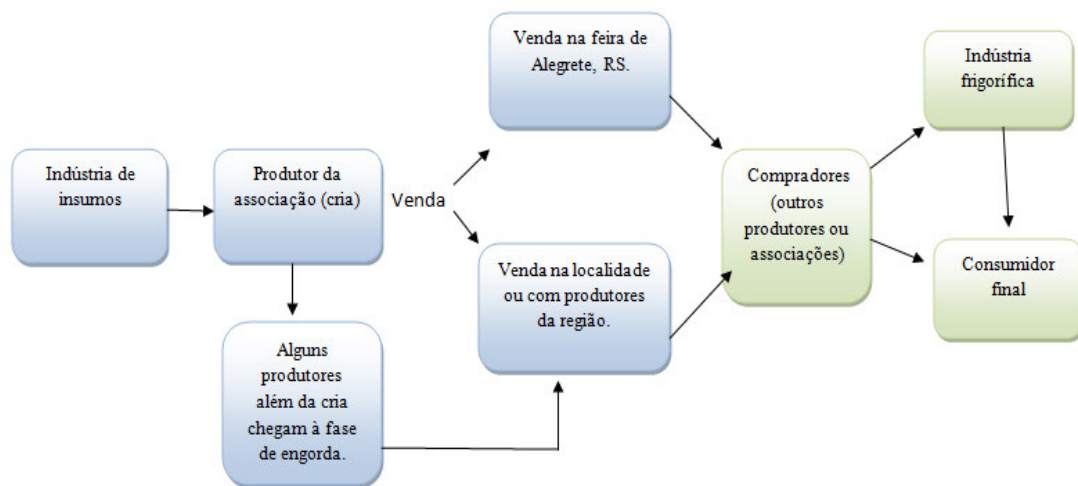 Indústria de
insumos
Produtor da
associação (cria)
Venda
Venda na feira de
Alegrete, RS.
Venda na localidade
ou com produtores
da região.
Alguns
produtores
além da cria
chegam à fase
de engorda.
Compradores
(outros
produtores ou
associações)
Indústria
frigorífica
Consumidor
final